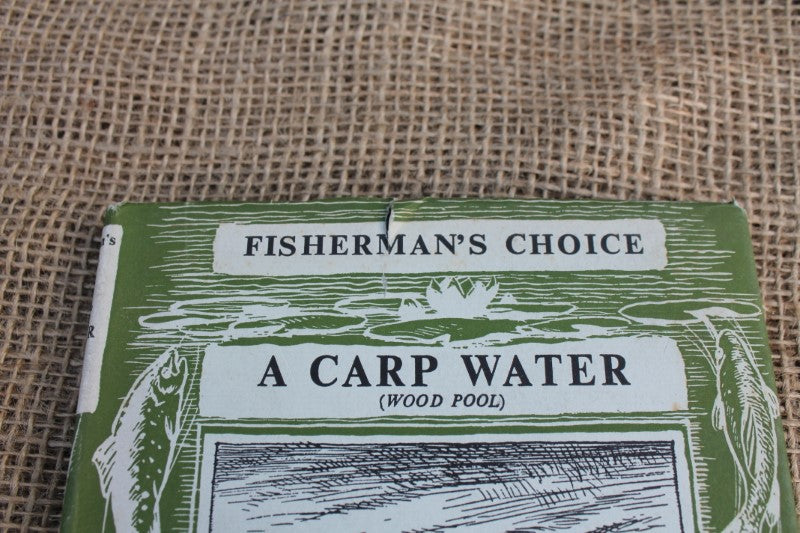 FISHERMAN'S CHOICE
A CARP WATER
(WOOD POOL)